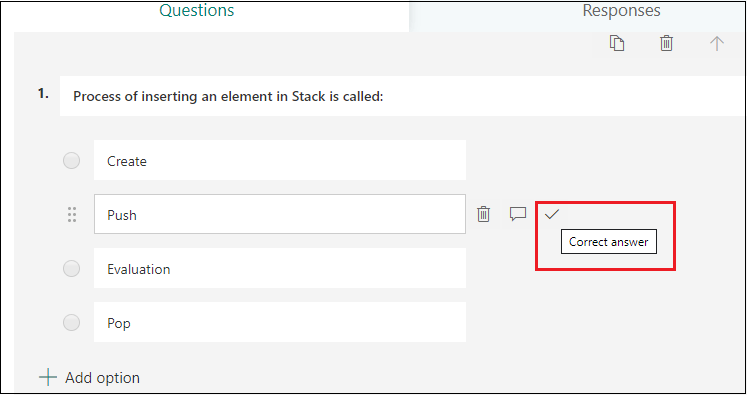 Questions Responses
1. Process of inserting an element in Stack is called:
Create
Push
Correct answer
Evaluation
Pop
Add option